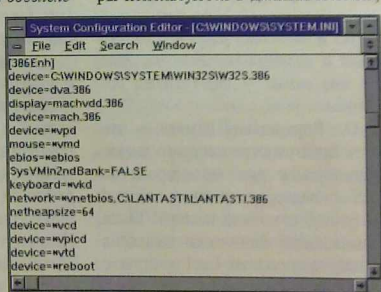 System Configuration Editor - [C:\WINDOWS\SYSTEM.INI]
File Edit Search Window
[386Enh]
device=C:\WINDOWS\SYSTEM\WIN32S\W32S.386
device=dva.386
display=machvdd.386
device=mach.386
device=*vpd
mouse=*vmd
ebios=*ebios
SysVMin2ndBank=FALSE
keyboard=*vkd
network=*vnetbios,C:\LANTASTI\LANTASTI.386
netheapsize=64
device=*vcd
device=*vpicd
device=*vtd
device=*reboot